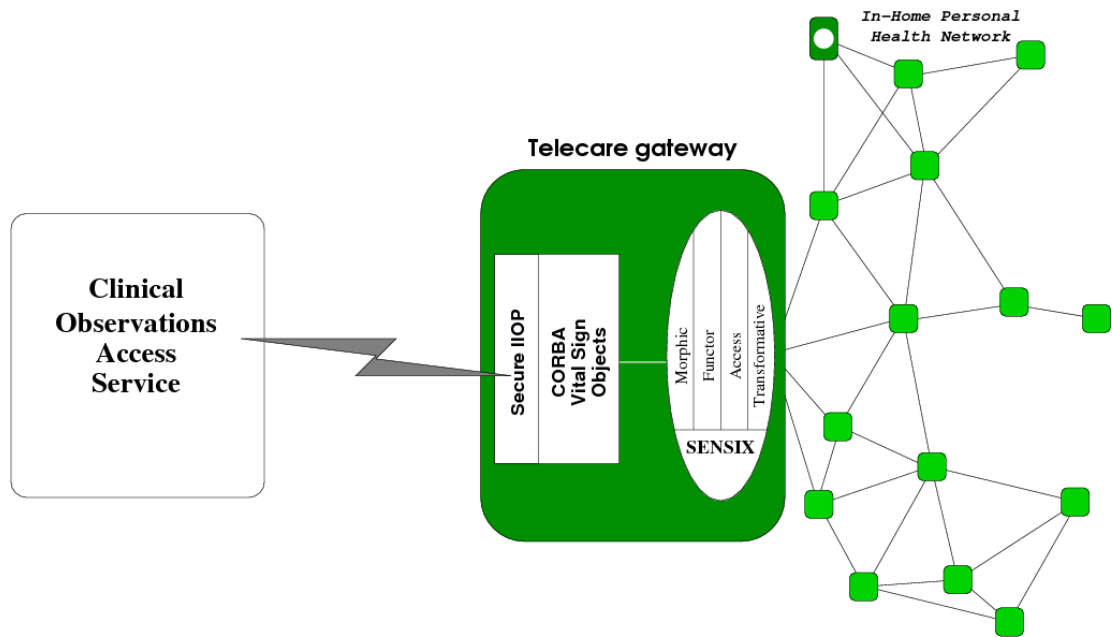 In-Home Personal
Health Network
Telecare gateway
Clinical
Observations
Access
Service
Secure IIOP
CORBA
Vital Sign
Objects
Morphic
Functor
Access
Transformative
SENSIX